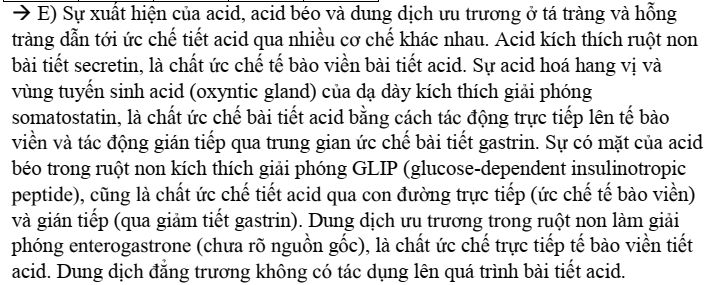 → E) Sự xuất hiện của acid, acid béo và dung dịch ưu trương ở tá tràng và hỗng
tràng dẫn tới ức chế tiết acid qua nhiều cơ chế khác nhau. Acid kích thích ruột non
bài tiết secretin, là chất ức chế tế bào viền bài tiết acid. Sự acid hoá hang vị và
vùng tuyến sinh acid (oxyntic gland) của dạ dày kích thích giải phóng
somatostatin, là chất ức chế bài tiết acid bằng cách tác động trực tiếp lên tế bào
viền và tác động gián tiếp qua trung gian ức chế bài tiết gastrin. Sự có mặt của acid
béo trong ruột non kích thích giải phóng GLIP (glucose-dependent insulinotropic
peptide), cũng là chất ức chế tiết acid qua con đường trực tiếp (ức chế tế bào viền)
và gián tiếp (qua giảm tiết gastrin). Dung dịch ưu trương trong ruột non làm giải
phóng enterogastrone (chưa rõ nguồn gốc), là chất ức chế trực tiếp tế bào viền tiết
acid. Dung dịch đẳng trương không có tác dụng lên quá trình bài tiết acid.